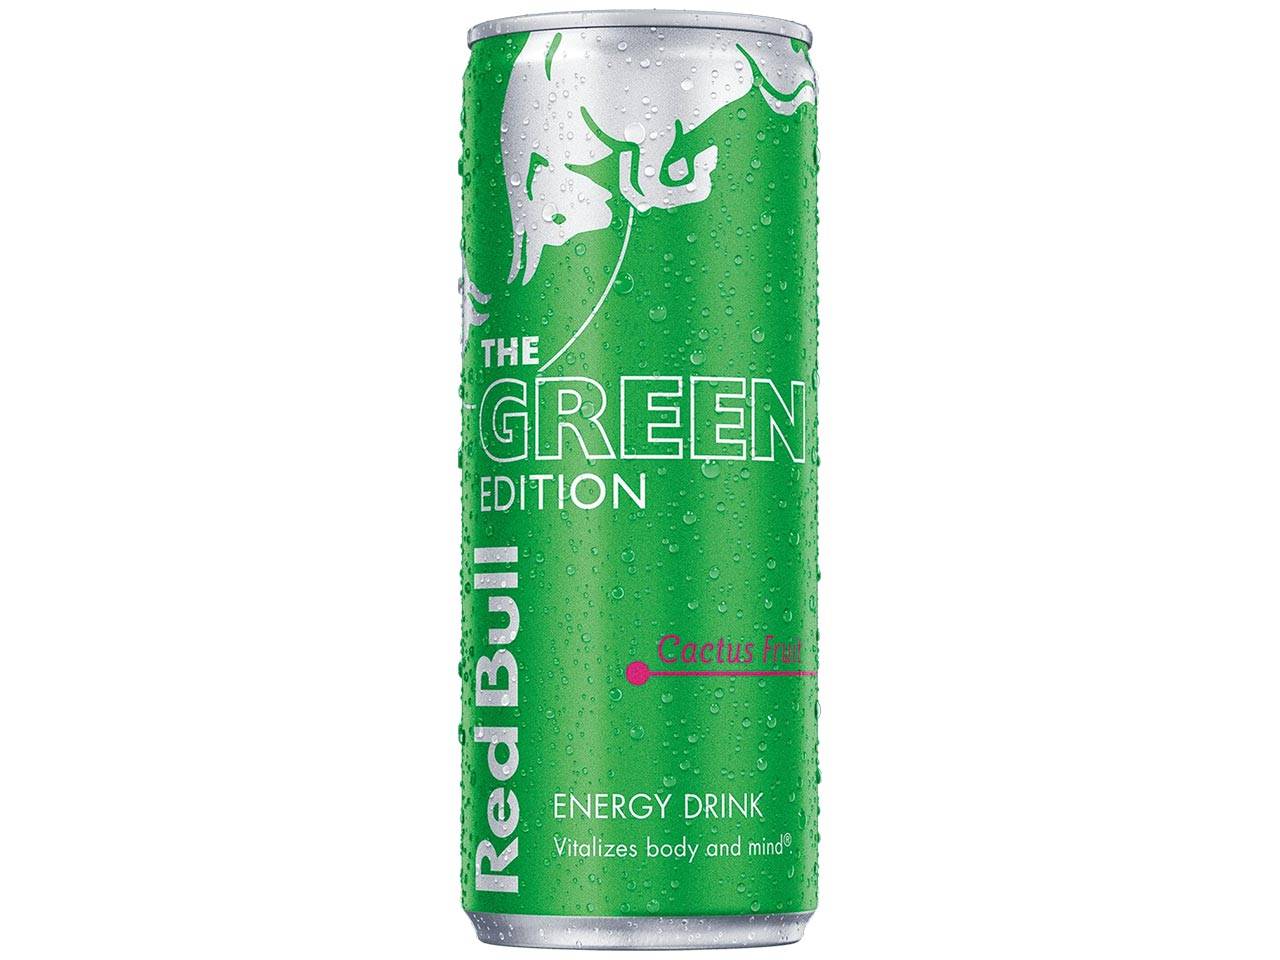 THE
GREEN
EDITION
Red Bull
Cactus Fruit
ENERGY DRINK
Vitalizes body and mind®.